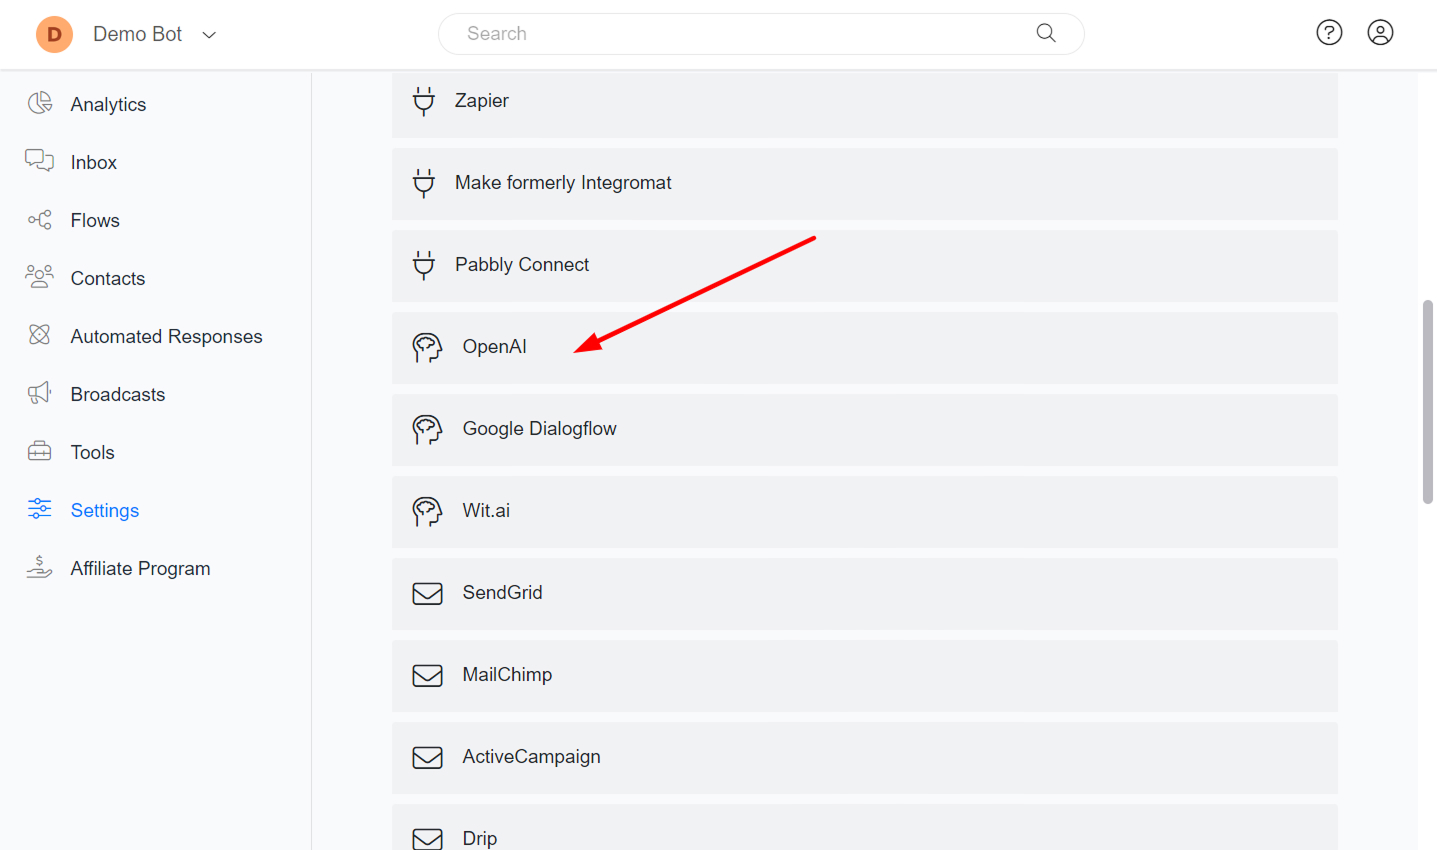 D Demo Bot
Search
?
Analytics
Inbox
Flows
Contacts
Automated Responses
Broadcasts
Tools
Settings
$
Affiliate Program
Zapier
Make formerly Integromat
Pabbly Connect
OpenAI
Google Dialogflow
Wit.ai
SendGrid
MailChimp
ActiveCampaign
Drip